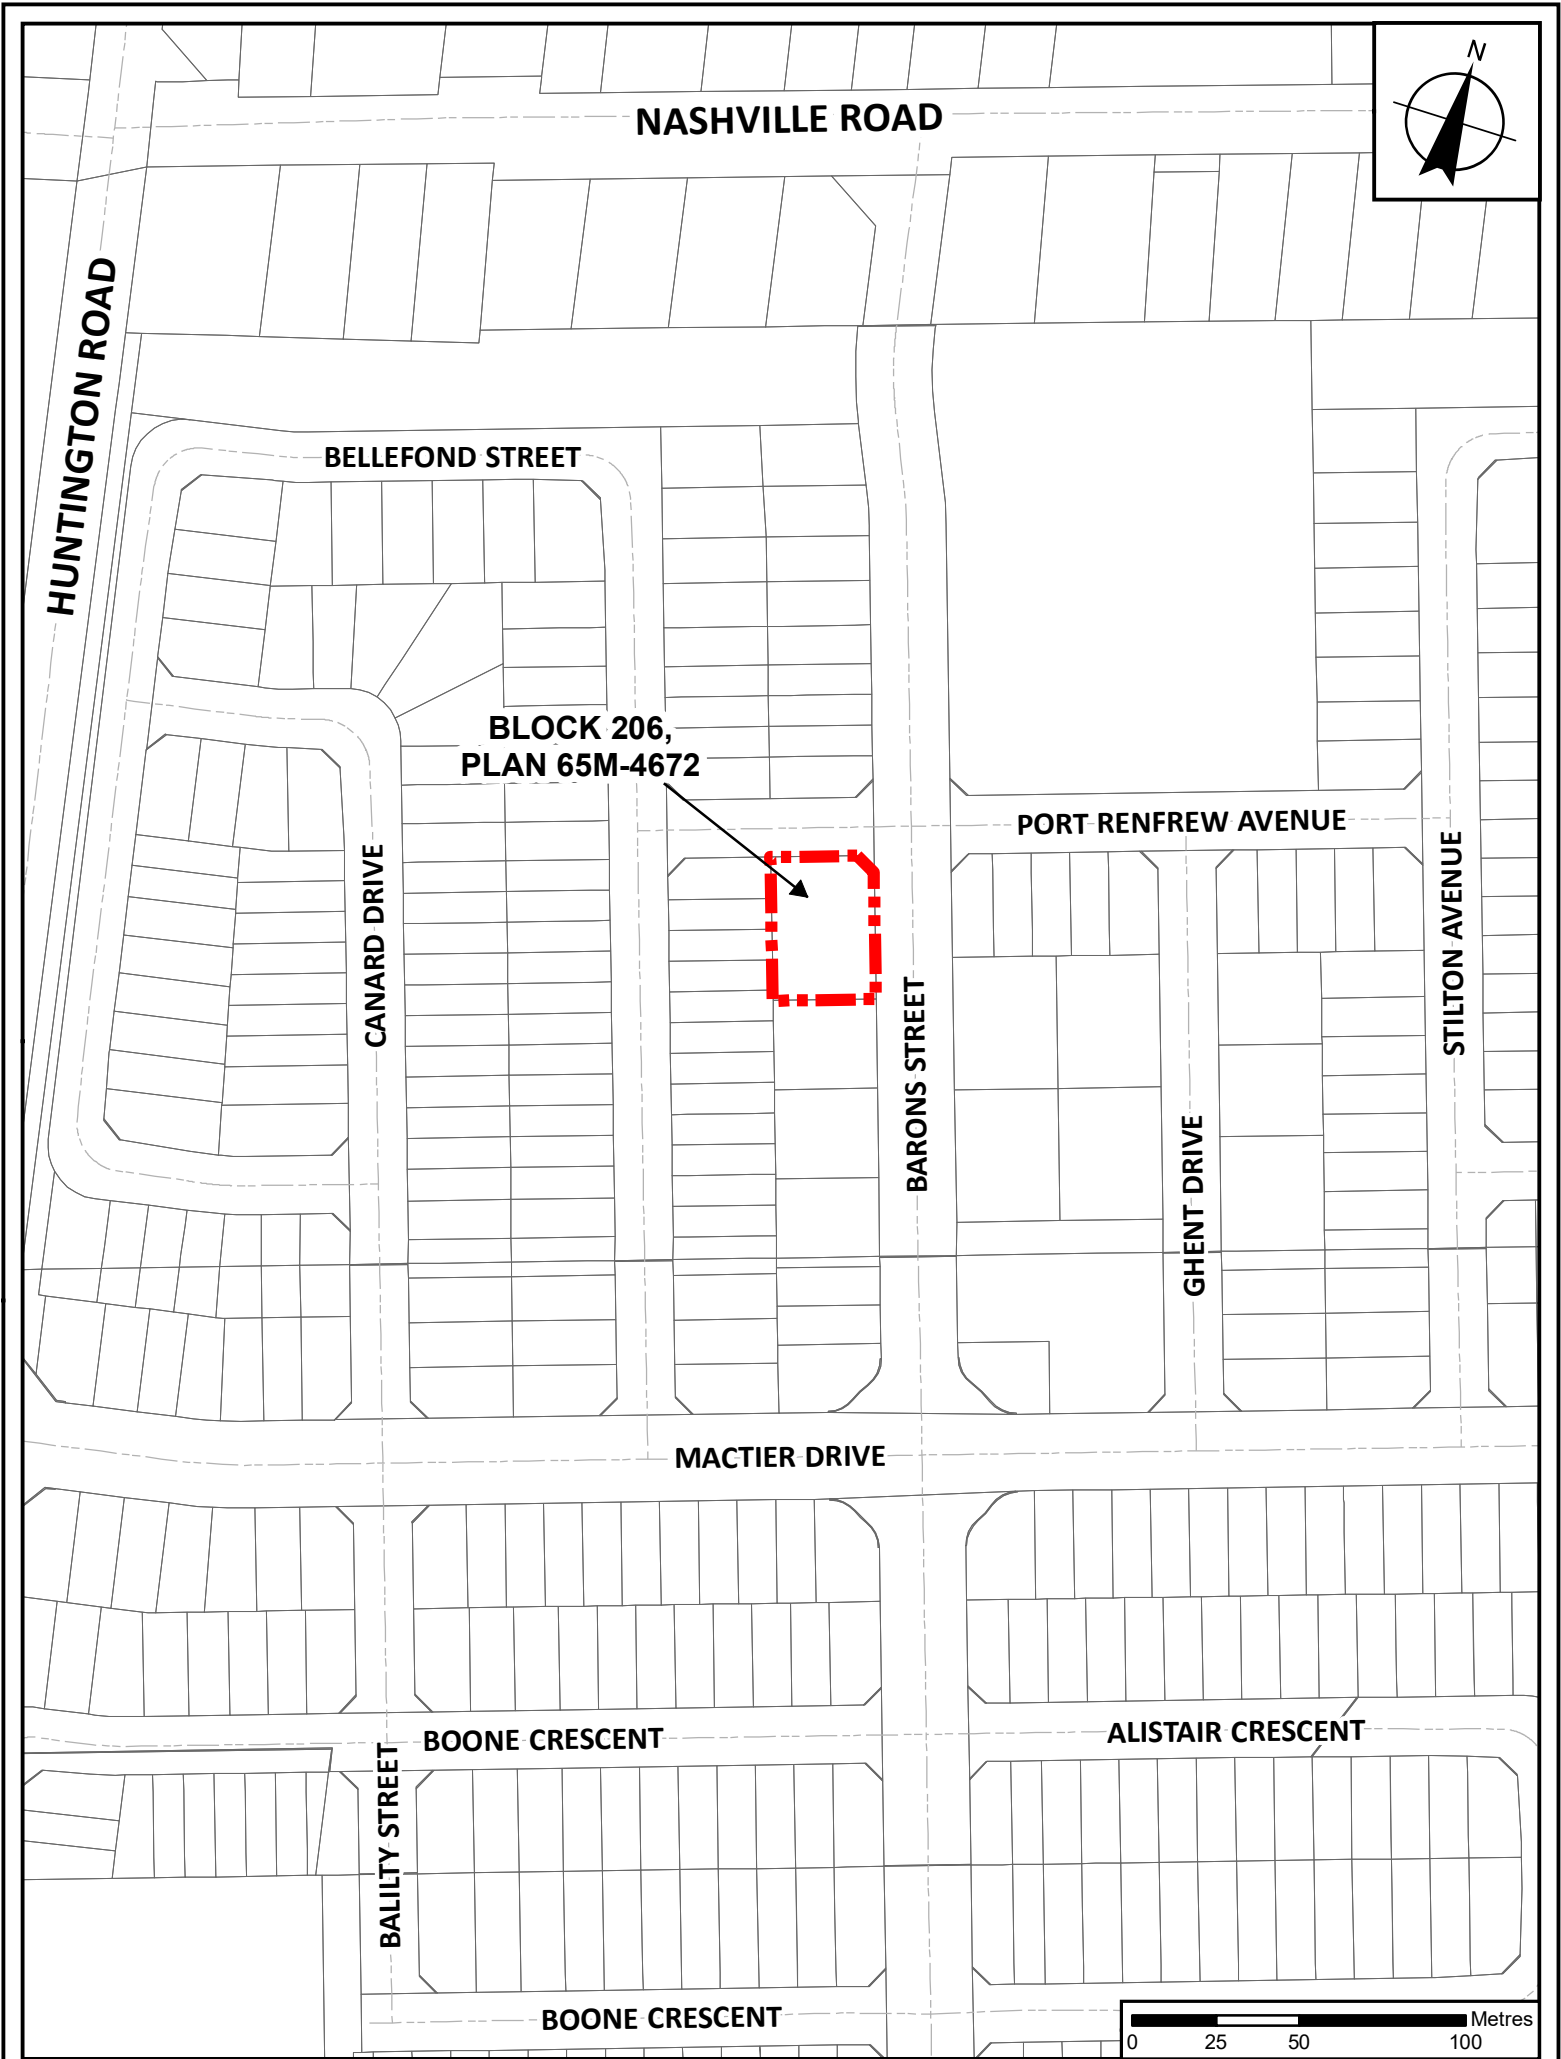 N
NASHVILLE ROAD
HUNTINGTON ROAD
BELLEFOND STREET
BLOCK 206,
PLAN 65M-4672
PORT RENFREW AVENUE
CANARD DRIVE
STILTON AVENUE
BARONS STREET
GHENT DRIVE
MACTIER DRIVE
BOONE CRESCENT
ALISTAIR CRESCENT
BALILTY STREET
BOONE CRESCENT
Metres
0 25 50 100